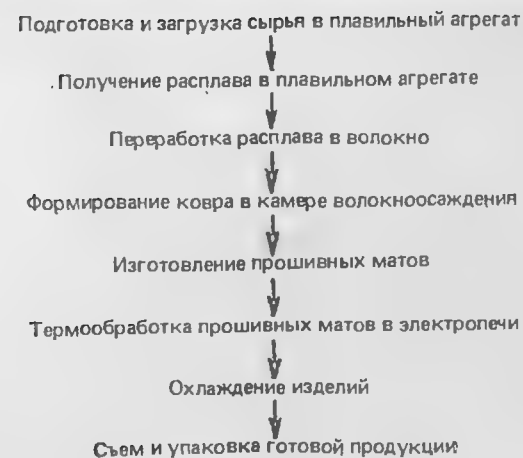 Подготовка и загрузка сырья в плавильный агрегат
Получение расплава в плавильном агрегате
Переработка расплава в волокно
Формирование ковра в камере волокноосаждения
Изготовление прошивных матов
Термообработка прошивных матов в электропечи
Охлаждение изделий
Съем и упаковка готовой продукции